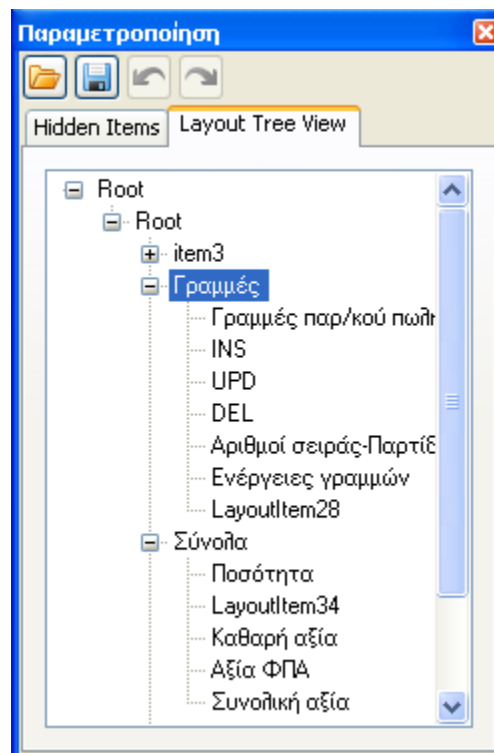 Παραμετροποίηση
Hidden Items Layout Tree View
Root
Root
item3
Γραμμές
Γραμμές παρ/κού πωλη
INS
UPD
DEL
Αριθμοί σειράς-Παρτίδ
Ενέργειες γραμμών
LayoutItem28
Σύνολα
Ποσότητα
LayoutItem34
Καθαρή αξία
Αξία ΦΠΑ
Συνολική αξία